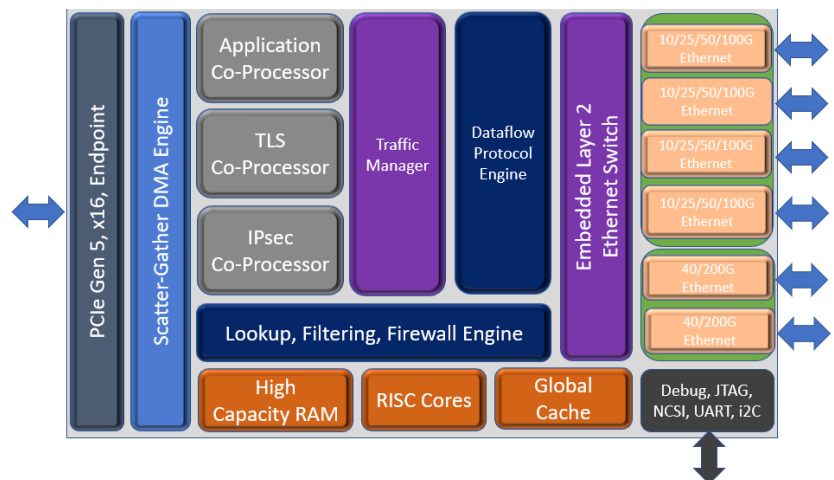 PCIe Gen 5, x16, Endpoint
Scatter-Gather DMA Engine
Application
Co-Processor
TLS
Co-Processor
IPsec
Co-Processor
Traffic
Manager
Dataflow
Protocol
Engine
Lookup, Filtering, Firewall Engine
Embedded Layer 2
Ethernet Switch
10/25/50/100G
Ethernet
10/25/50/100G
Ethernet
10/25/50/100G
Ethernet
10/25/50/100G
Ethernet
40/200G
Ethernet
40/200G
Ethernet
High
Capacity RAM
RISC Cores
Global
Cache
Debug, JTAG,
NCSI, UART, i2C